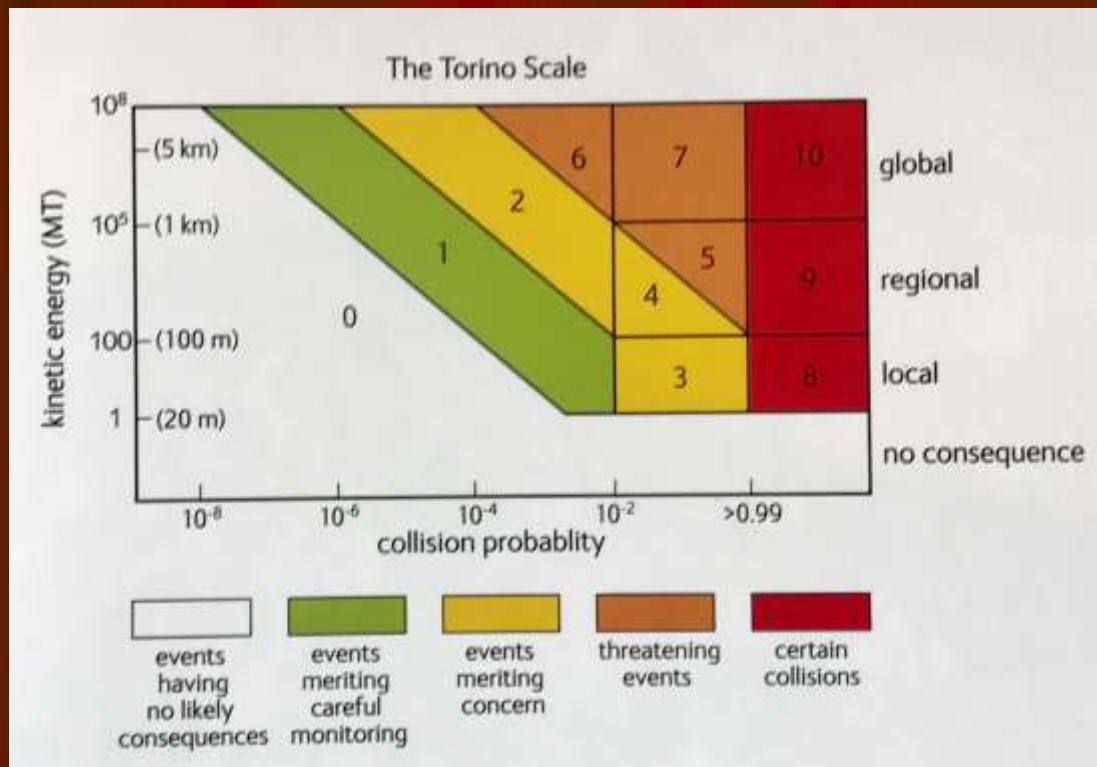 The Torino Scale
kinetic energy (MT)
10⁸
(5 km)
10⁵
(1 km)
100
(100 m)
1
(20 m)
0
1
2
6
7
10
global
5
4
9
regional
3
8
local
no consequence
10⁻⁸
10⁻⁶
10⁻⁴
10⁻²
>0.99
collision probablity
events
having
no likely
consequences
events
meriting
careful
monitoring
events
meriting
concern
threatening
events
certain
collisions